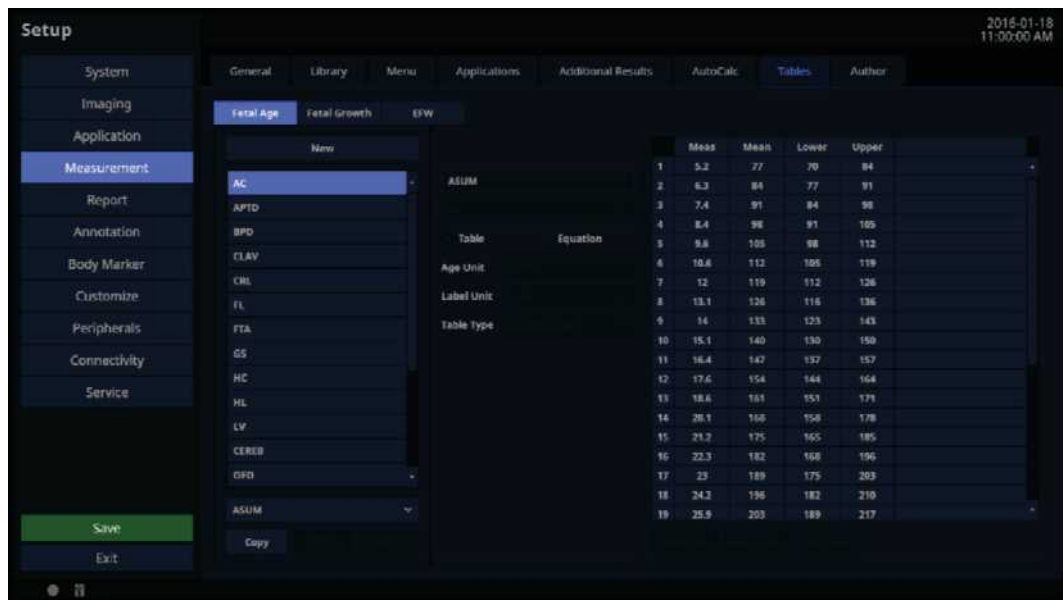 Setup
2016-01-18
11:00:00 AM
System
Imaging
Application
Measurement
Report
Annotation
Body Marker
Customize
Peripherals
Connectivity
Service
Save
Exit
General Library Menu Applications Additional Results AutoCalc Tables Author
Fetal Age Fetal Growth EFW
New
AC
APTD
BPD
CLAV
CRL
FL
FTA
GS
HC
HL
LV
CEREB
OFD
ASUM
Copy
ASUM
Table Equation
Age Unit
Label Unit
Table Type
Meas Mean Lower Upper
1 5.2 77 70 84
2 6.3 84 77 91
3 7.4 91 84 98
4 8.4 98 91 105
5 9.6 105 98 112
6 10.6 112 105 119
7 12 119 112 126
8 13.1 126 116 136
9 14 133 123 143
10 15.1 140 130 150
11 16.4 147 137 157
12 17.6 154 144 164
13 18.6 161 151 171
14 20.1 168 158 178
15 21.2 175 165 185
16 22.3 182 168 196
17 23 189 175 203
18 24.2 196 182 210
19 25.9 203 189 217